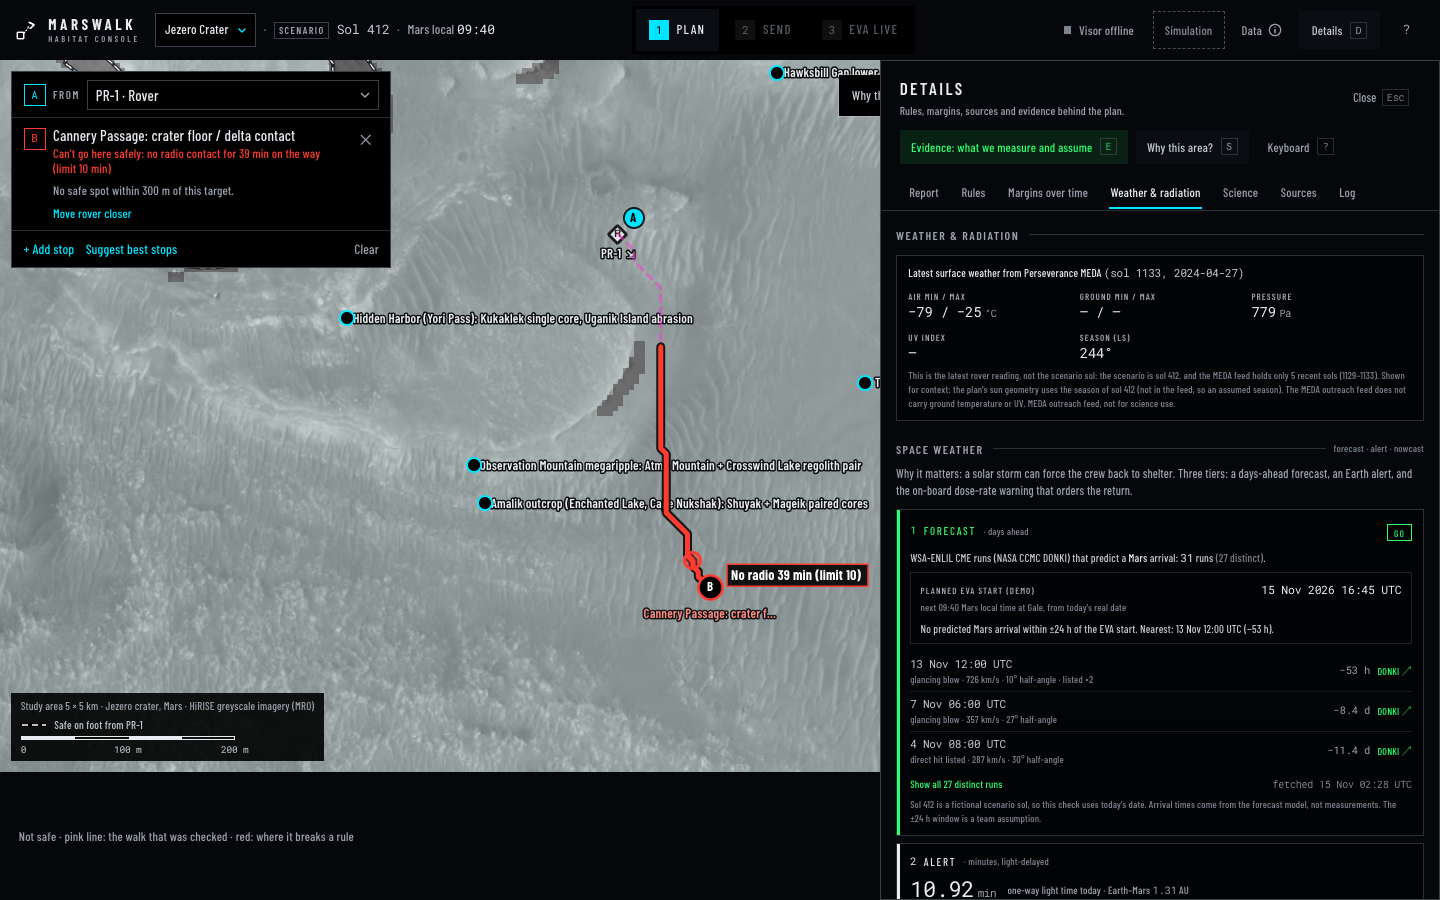 MARSWALK
HABITAT CONSOLE
Jezero Crater
· SCENARIO Sol 412 · Mars local 09:40
1 PLAN
2 SEND
3 EVA LIVE
Visor offline
Simulation
Data
Details D
?
A FROM PR-1 · Rover
B Cannery Passage: crater floor / delta contact
Can't go here safely: no radio contact for 39 min on the way
(limit 10 min)
No safe spot within 300 m of this target.
Move rover closer
+ Add stop Suggest best stops Clear
Hawksbill Gap lower
Why th
A
R
PR-1
Hidden Harbor (Yori Pass): Kukaklek single core, Uganik Island abrasion
T
Observation Mountain megaripple: Atm Mountain + Crosswind Lake regolith pair
Amalik outcrop (Enchanted Lake, Ca e Nukshak): Shuyak + Mageik paired cores
No radio 39 min (limit 10)
B
Cannery Passage: crater f...
Study area 5 × 5 km · Jezero crater, Mars · HiRISE greyscale imagery (MRO)
Safe on foot from PR-1
0 100 m 200 m
Not safe · pink line: the walk that was checked · red: where it breaks a rule
DETAILS
Rules, margins, sources and evidence behind the plan.
Close Esc
Evidence: what we measure and assume E
Why this area? S
Keyboard ?
Report Rules Margins over time Weather & radiation Science Sources Log
WEATHER & RADIATION
Latest surface weather from Perseverance MEDA (sol 1133, 2024-04-27)
AIR MIN / MAX GROUND MIN / MAX PRESSURE
−79 / −25 °C — / — 779 Pa
UV INDEX SEASON (LS)
— 244°
This is the latest rover reading, not the scenario sol: the scenario is sol 412, and the MEDA feed holds only 5 recent sols (1129–1133). Shown
for context: the plan's sun geometry uses the season of sol 412 (not in the feed, so an assumed season). The MEDA outreach feed does not
carry ground temperature or UV. MEDA outreach feed, not for science use.
SPACE WEATHER forecast · alert · nowcast
Why it matters: a solar storm can force the crew back to shelter. Three tiers: a days-ahead forecast, an Earth alert, and
the on-board dose-rate warning that orders the return.
1 FORECAST · days ahead GO
WSA-ENLIL CME runs (NASA CCMC DONKI) that predict a Mars arrival: 31 runs (27 distinct).
PLANNED EVA START (DEMO) 15 Nov 2026 16:45 UTC
next 09:40 Mars local time at Gale, from today's real date
No predicted Mars arrival within ±24 h of the EVA start. Nearest: 13 Nov 12:00 UTC (−53 h).
13 Nov 12:00 UTC −53 h DONKI ↗
glancing blow · 726 km/s · 10° half-angle · listed ×2
7 Nov 06:00 UTC −8.4 d DONKI ↗
glancing blow · 357 km/s · 27° half-angle
4 Nov 08:00 UTC −11.4 d DONKI ↗
direct hit listed · 287 km/s · 30° half-angle
Show all 27 distinct runs fetched 15 Nov 02:28 UTC
Sol 412 is a fictional scenario sol, so this check uses today's date. Arrival times come from the forecast model, not measurements. The
±24 h window is a team assumption.
2 ALERT · minutes, light-delayed
10.92 min one-way light time today · Earth–Mars 1.31 AU